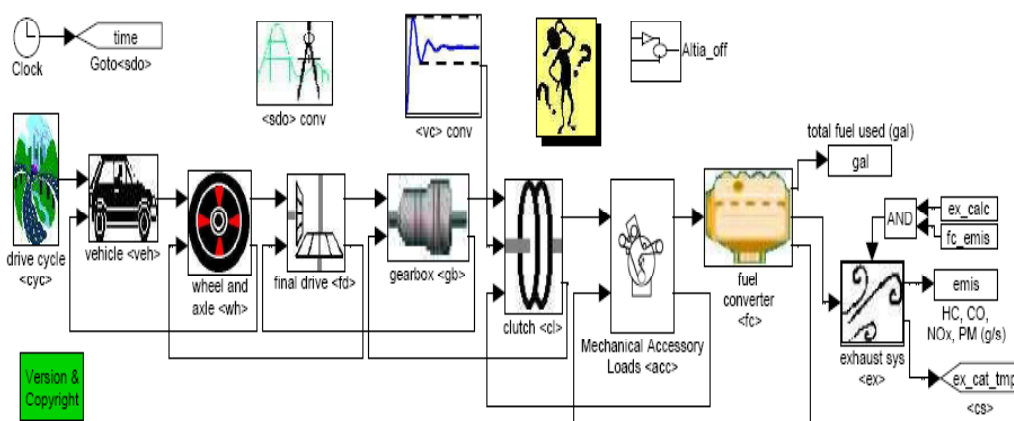 time
Clock
Goto<sdo>
<sdo> conv
<vc> conv
? ?
Altia_off
total fuel used (gal)
gal
AND
ex_calc
fc_emis
drive cycle
<cyc>
vehicle <veh>
wheel and
axle <wh>
final drive <fd>
gearbox <gb>
clutch <cl>
Mechanical Accessory
Loads <acc>
fuel
converter
<fc>
emis
HC, CO,
NOx, PM (g/s)
exhaust sys
<ex>
ex_cat_tmp
<cs>
Version &
Copyright